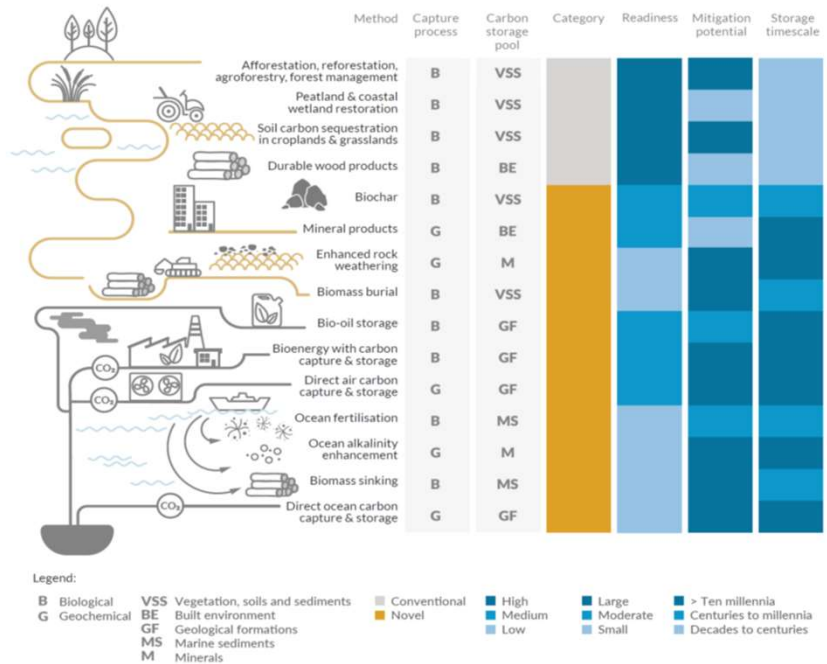 Method Capture process Carbon storage pool Category Readiness Mitigation potential Storage timescale
Afforestation, reforestation,
agroforestry, forest management B VSS
Peatland & coastal
wetland restoration B VSS
Soil carbon sequestration
in croplands & grasslands B VSS
Durable wood products B BE
Biochar B VSS
Mineral products G BE
Enhanced rock
weathering G M
Biomass burial B VSS
Bio-oil storage B GF
Bioenergy with carbon
capture & storage B GF
CO₂
Direct air carbon
capture & storage G GF
CO₂
Ocean fertilisation B MS
Ocean alkalinity
enhancement G M
Biomass sinking B MS
Direct ocean carbon
capture & storage G GF
CO₂
Legend:
B Biological
G Geochemical
VSS Vegetation, soils and sediments
BE Built environment
GF Geological formations
MS Marine sediments
M Minerals
Conventional
Novel
High
Medium
Low
Large
Moderate
Small
> Ten millennia
Centuries to millennia
Decades to centuries